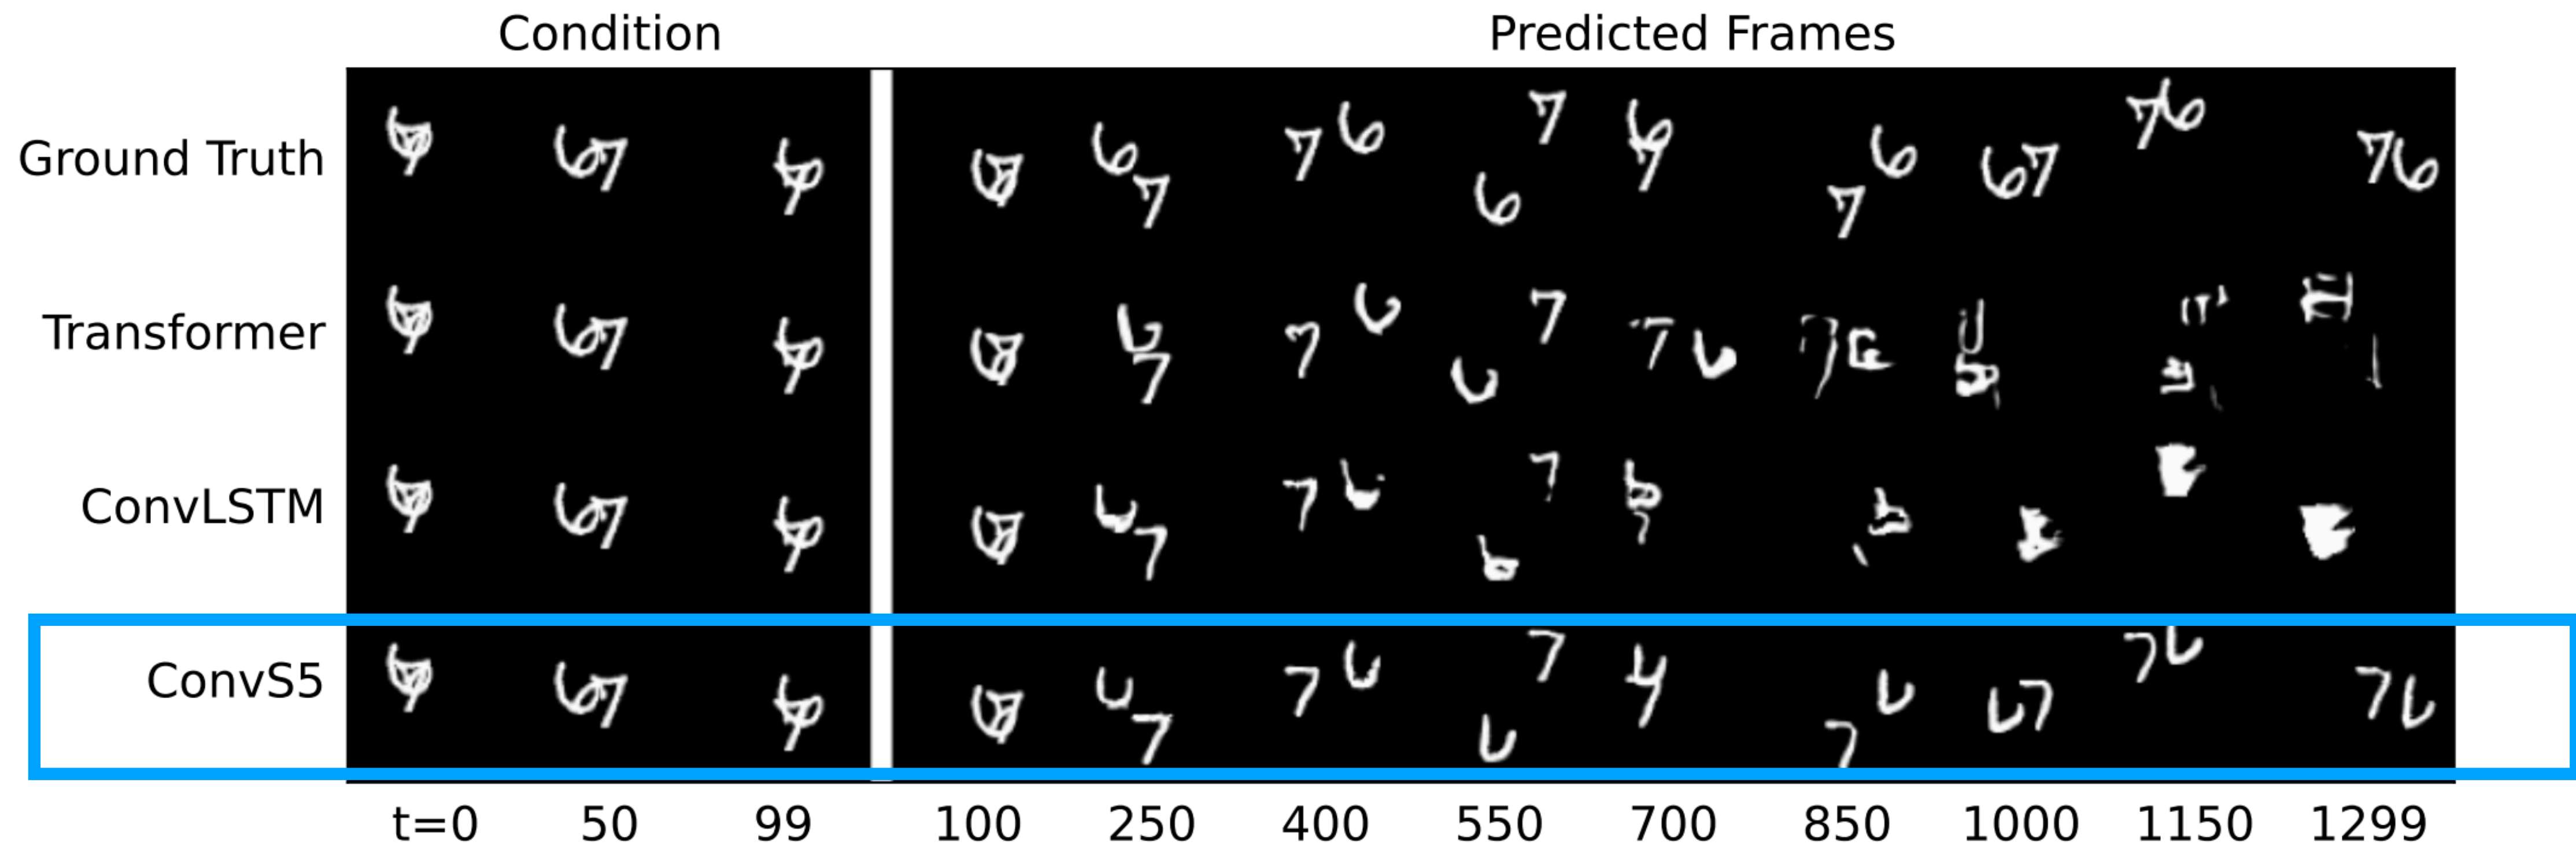 Condition Predicted Frames
Ground Truth
Transformer
ConvLSTM
ConvS5
t=0 50 99 100 250 400 550 700 850 1000 1150 1299